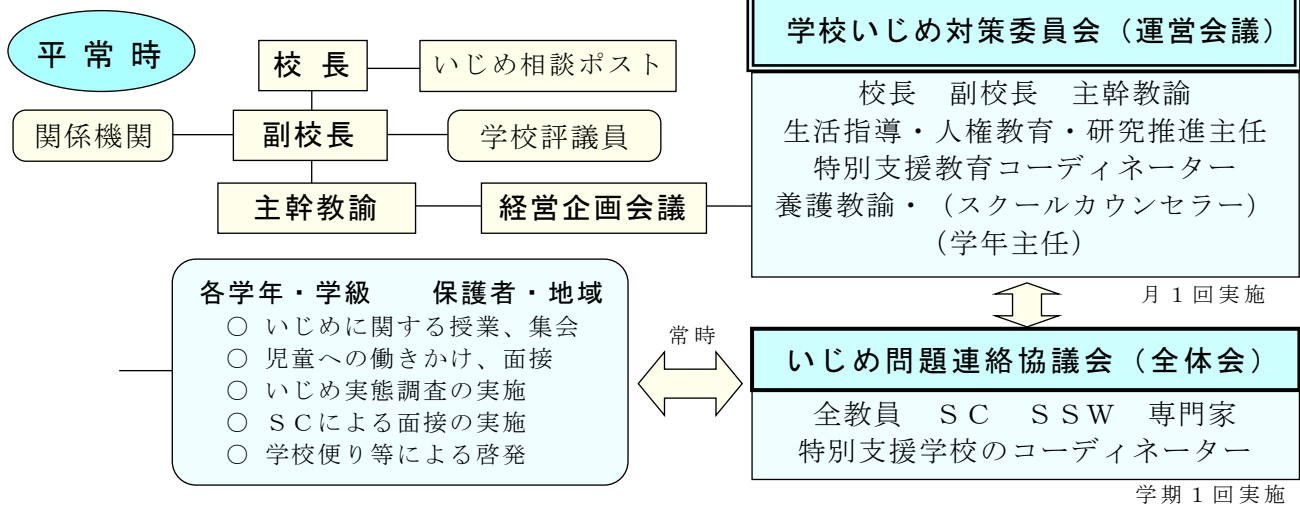 平常時
校長
いじめ相談ポスト
関係機関
副校長
学校評議員
主幹教諭
経営企画会議
学校いじめ対策委員会（運営会議）
校長　副校長　主幹教諭
生活指導・人権教育・研究推進主任
特別支援教育コーディネーター
養護教諭・（スクールカウンセラー）
（学年主任）
月１回実施
各学年・学級　　保護者・地域
○ いじめに関する授業、集会
○ 児童への働きかけ、面接
○ いじめ実態調査の実施
○ ＳＣによる面接の実施
○ 学校便り等による啓発
常時
いじめ問題連絡協議会（全体会）
全教員　ＳＣ　ＳＳＷ　専門家
特別支援学校のコーディネーター
学期１回実施